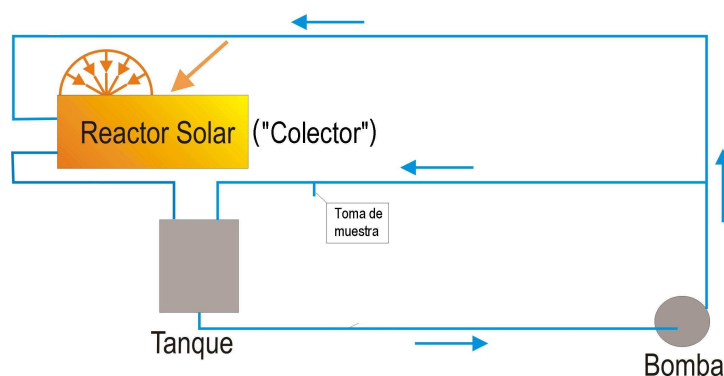 Reactor Solar ("Colector")
Toma de
muestra
Tanque
Bomba